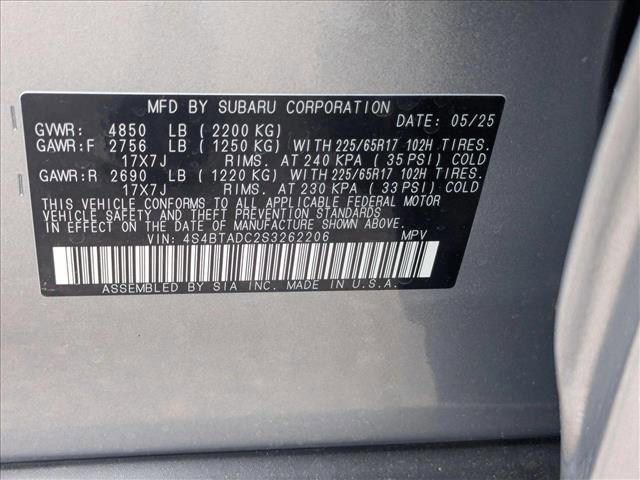 MFD BY SUBARU CORPORATION DATE: 05/25
GVWR: 4850 LB (2200 KG)
GAWR:F 2756 LB (1250 KG) WITH 225/65R17 102H TIRES.
17X7J RIMS. AT 240 KPA (35 PSI) COLD
GAWR:R 2690 LB (1220 KG) WITH 225/65R17 102H TIRES.
17X7J RIMS. AT 230 KPA (33 PSI) COLD
THIS VEHICLE CONFORMS TO ALL APPLICABLE FEDERAL MOTOR
VEHICLE SAFETY AND THEFT PREVENTION STANDARDS
IN EFFECT ON THE DATE OF MANUFACTURE SHOWN ABOVE.
VIN: 4S4BTADC2S3262206 MPV
ASSEMBLED BY SIA INC. MADE IN U.S.A.